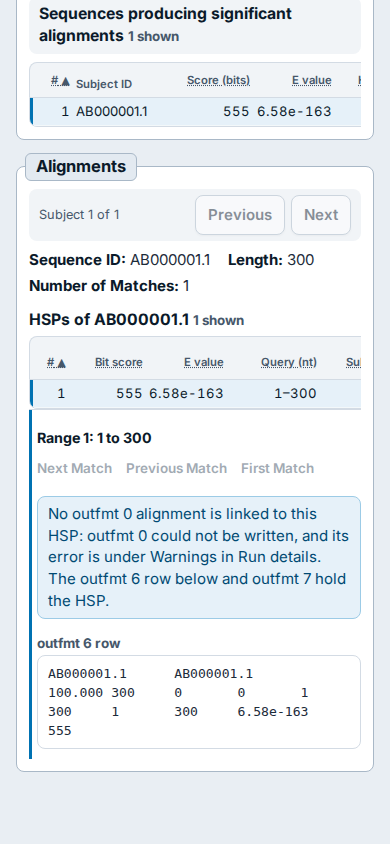 Sequences producing significant
alignments 1 shown
#▲ Subject ID Score (bits) E value
1 AB000001.1 555 6.58e-163
Alignments
Subject 1 of 1 Previous Next
Sequence ID: AB000001.1 Length: 300
Number of Matches: 1
HSPs of AB000001.1 1 shown
#▲ Bit score E value Query (nt)
1 555 6.58e-163 1–300
Range 1: 1 to 300
Next Match Previous Match First Match
No outfmt 0 alignment is linked to this
HSP: outfmt 0 could not be written, and its
error is under Warnings in Run details.
The outfmt 6 row below and outfmt 7 hold
the HSP.
outfmt 6 row
AB000001.1 AB000001.1
100.000 300 0 0 1
300 1 300 6.58e-163
555